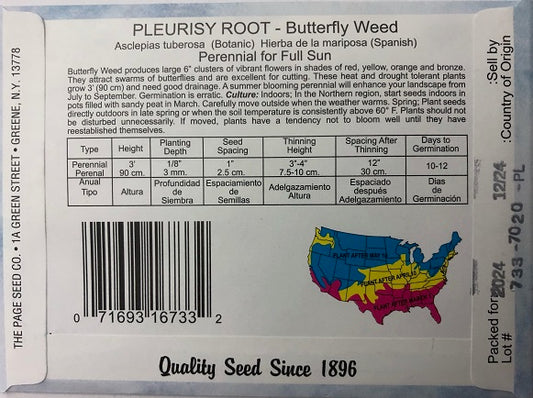 PLEURISY ROOT - Butterfly Weed
Asclepias tuberosa (Botanic) Hierba de la mariposa (Spanish)
Perennial for Full Sun
Butterfly Weed produces large 6" clusters of vibrant flowers in shades of red, yellow, orange and bronze.
They attract swarms of butterflies and are excellent for cutting. These heat and drought tolerant plants
grow 3' (90 cm) and need good drainage. A summer blooming perennial will enhance your landscape from
July to September. Germination is erratic. Culture: Indoors; In the Northern region, start seeds indoors in
pots filled with sandy peat in March. Carefully move outside when the weather warms. Spring; Plant seeds
directly outdoors in late spring or when the soil temperature is consistently above 60° F. Plants should not
be disturbed unnecessarily. If moved, plants have a tendency not to bloom well until they have
reestablished themselves.
Type Height Planting Depth Seed Spacing Thinning Height Spacing After Thinning Days to Germination
Perennial Perenal 3' 90 cm. 1/8" 3 mm. 1" 2.5 cm. 3"-4" 7.5-10 cm. 12" 30 cm. 10-12
Anual Tipo Altura Profundidad de Siembra Espaciamiento de Semillas Adelgazamiento Altura Espaciado después Adelgazamiento Dias de Germinación
PLANT AFTER MAY
PLANT AFTER APRIL
PLANT AFTER MARCH
0 71693 16733 2
Quality Seed Since 1896
THE PAGE SEED CO. • 1A GREEN STREET • GREENE, N.Y. 13778
:Sell by
:Country of Origin
12/24
-PL
Packed for 2024
Lot # 733 -7020